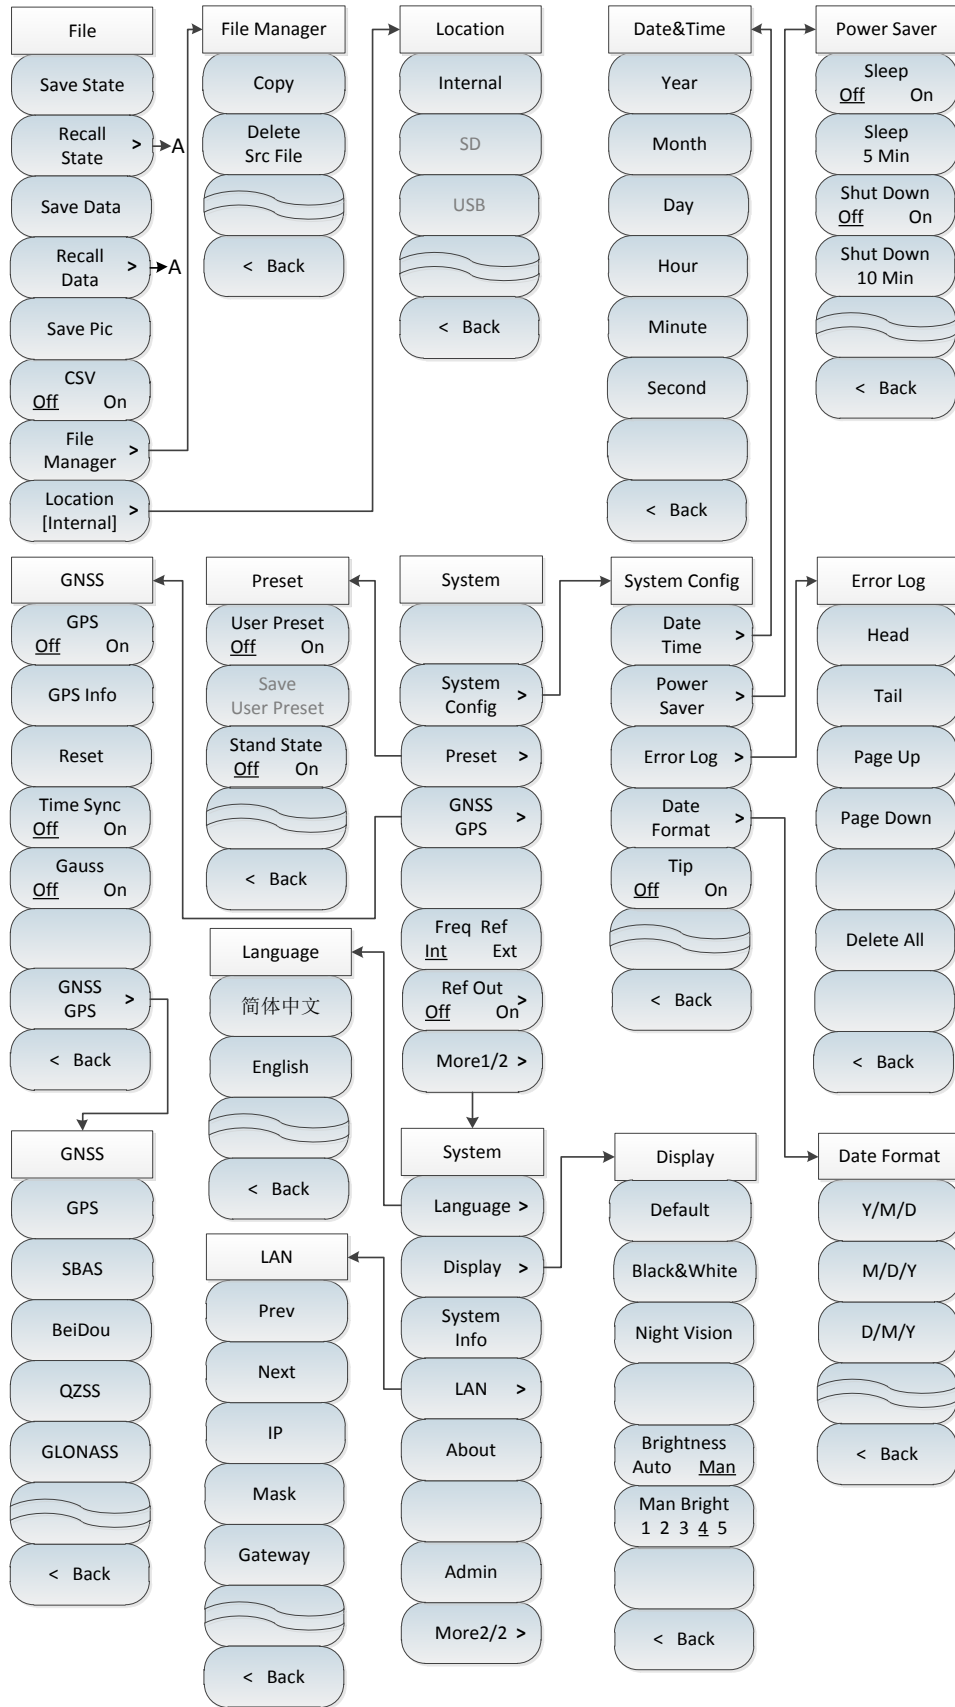 File
Save State
Recall
State >
A
Save Data
Recall
Data >
A
Save Pic
CSV
Off On
File
Manager >
Location
[Internal] >
File Manager
Copy
Delete
Src File
< Back
Location
Internal
SD
USB
< Back
Date&Time
Year
Month
Day
Hour
Minute
Second
< Back
Power Saver
Sleep
Off On
Sleep
5 Min
Shut Down
Off On
Shut Down
10 Min
< Back
GNSS
GPS
Off On
GPS Info
Reset
Time Sync
Off On
Gauss
Off On
GNSS
GPS >
< Back
Preset
User Preset
Off On
Save
User Preset
Stand State
Off On
< Back
System
System
Config >
Preset >
GNSS
GPS >
Freq Ref
Int Ext
Ref Out >
Off On
More1/2 >
System Config
Date
Time >
Power
Saver >
Error Log >
Date
Format >
Tip
Off On
< Back
Error Log
Head
Tail
Page Up
Page Down
Delete All
< Back
Language
简体中文
English
< Back
GNSS
GPS
SBAS
BeiDou
QZSS
GLONASS
< Back
LAN
Prev
Next
IP
Mask
Gateway
< Back
System
Language >
Display >
System
Info
LAN >
About
Admin
More2/2 >
Display
Default
Black&White
Night Vision
Brightness
Auto Man
Man Bright
1 2 3 4 5
< Back
Date Format
Y/M/D
M/D/Y
D/M/Y
< Back